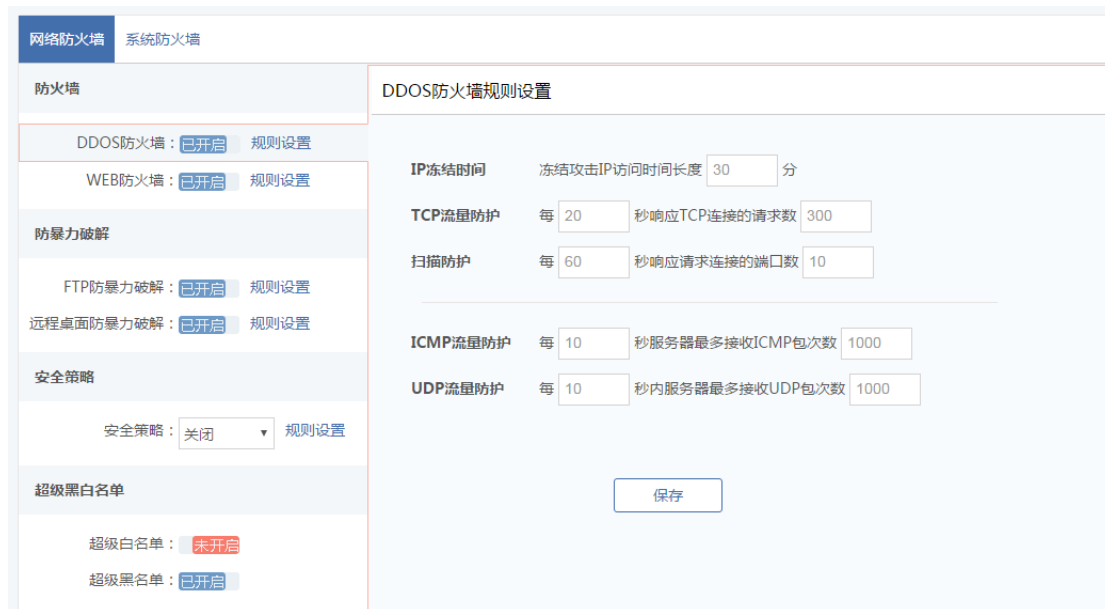 网络防火墙 系统防火墙
防火墙
DDOS防火墙：已开启 规则设置
WEB防火墙：已开启 规则设置
防暴力破解
FTP防暴力破解：已开启 规则设置
远程桌面防暴力破解：已开启 规则设置
安全策略
安全策略：关闭 规则设置
超级黑白名单
超级白名单：未开启
超级黑名单：已开启
DDOS防火墙规则设置
IP冻结时间 冻结攻击IP访问时间长度 30 分
TCP流量防护 每 20 秒响应TCP连接的请求数 300
扫描防护 每 60 秒响应请求连接的端口数 10
ICMP流量防护 每 10 秒服务器最多接收ICMP包次数 1000
UDP流量防护 每 10 秒内服务器最多接收UDP包次数 1000
保存